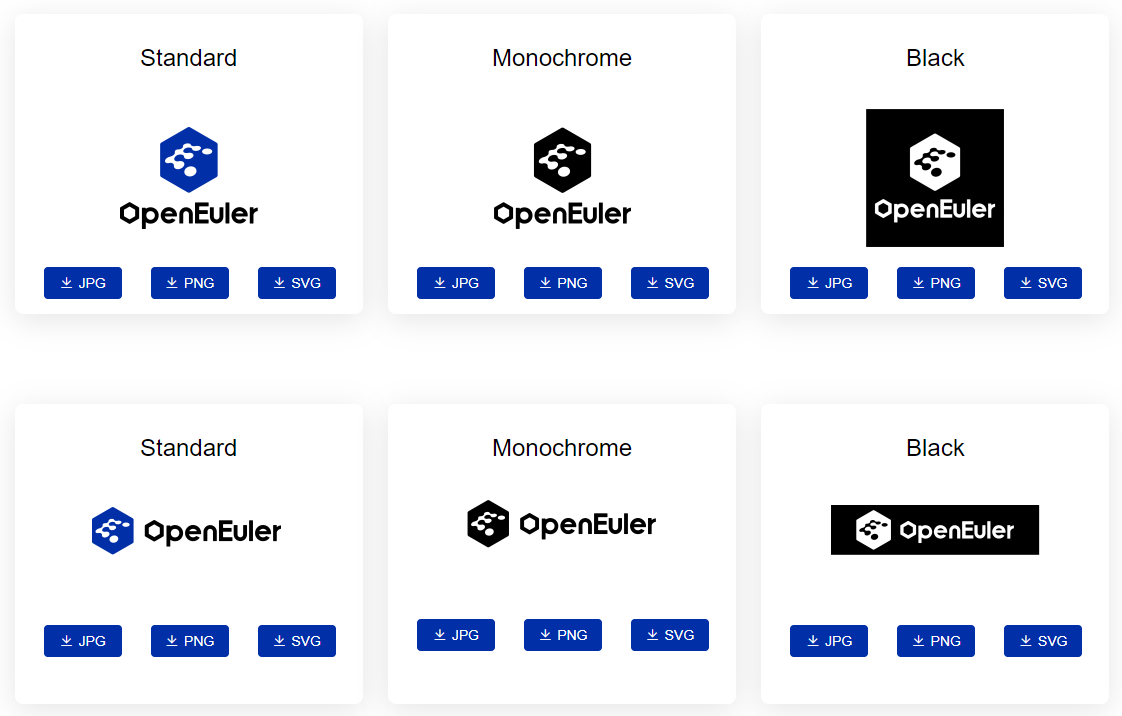 Standard
Monochrome
Black
OpenEuler
OpenEuler
OpenEuler
JPG
PNG
SVG
JPG
PNG
SVG
JPG
PNG
SVG
Standard
Monochrome
Black
OpenEuler
OpenEuler
OpenEuler
JPG
PNG
SVG
JPG
PNG
SVG
JPG
PNG
SVG